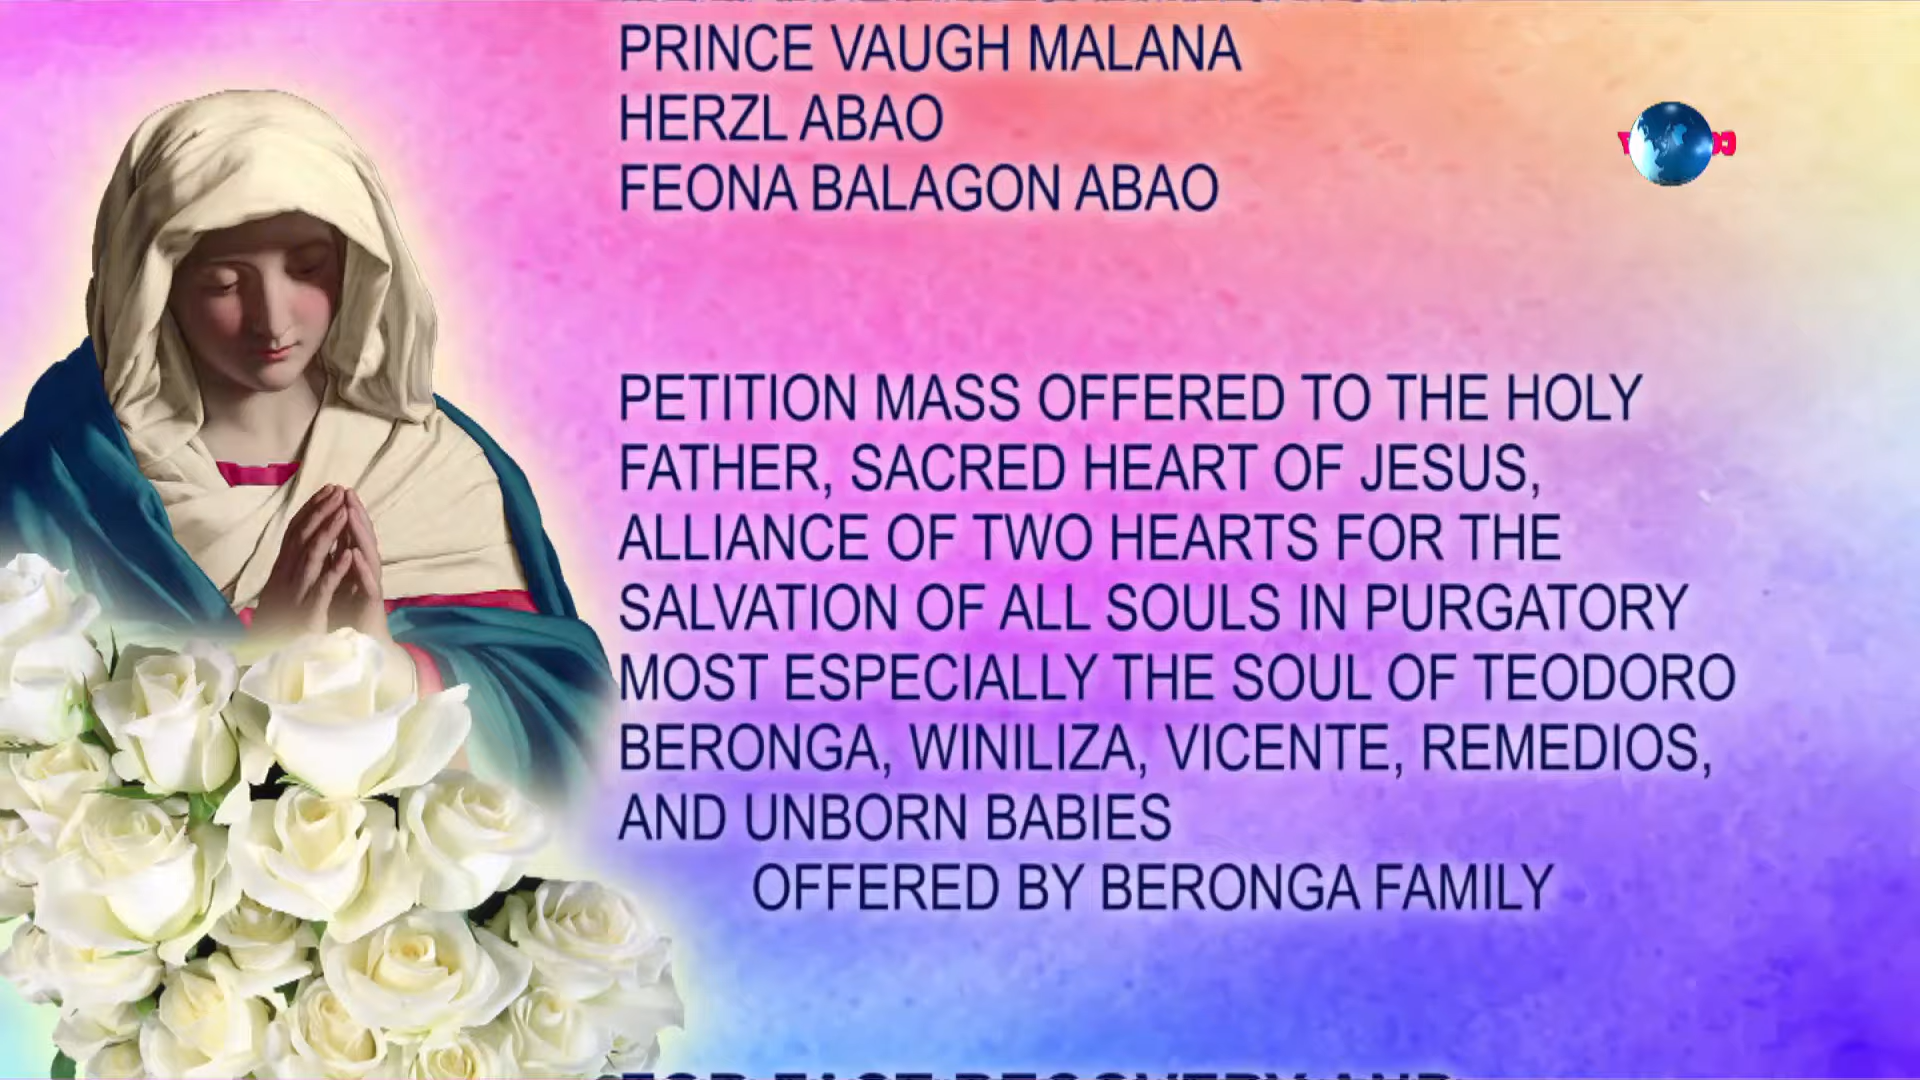 PRINCE VAUGH MALANA
HERZL ABAO
FEONA BALAGON ABAO
PETITION MASS OFFERED TO THE HOLY
FATHER, SACRED HEART OF JESUS,
ALLIANCE OF TWO HEARTS FOR THE
SALVATION OF ALL SOULS IN PURGATORY
MOST ESPECIALLY THE SOUL OF TEODORO
BERONGA, WINILIZA, VICENTE, REMEDIOS,
AND UNBORN BABIES
OFFERED BY BERONGA FAMILY